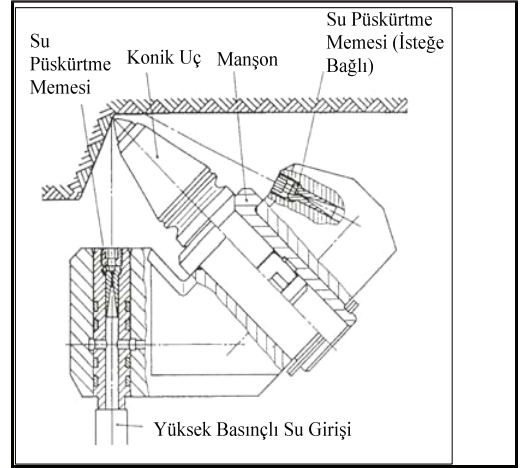 Su
Püskürtme
Memesi
Konik Uç
Manşon
Su Püskürtme
Memesi (İsteğe
Bağlı)
Yüksek Basınçlı Su Girişi